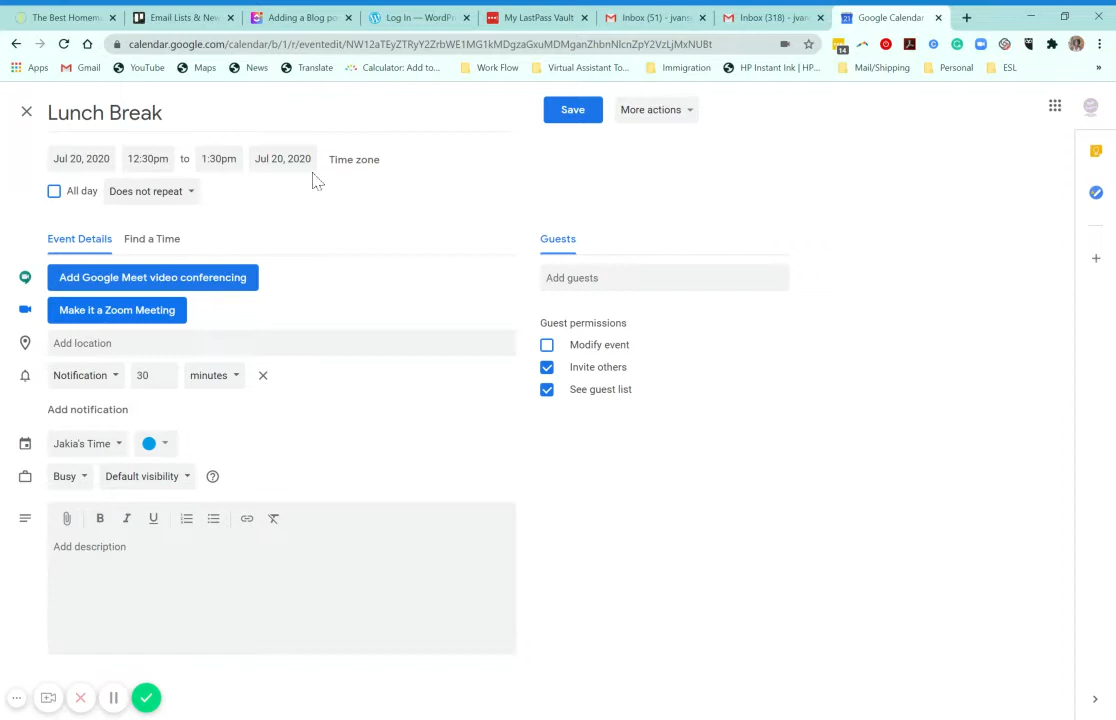 The Best Homem
Email Lists & New
Adding a Blog po
Log In — WordPr
My LastPass Vault
Inbox (51) - jvans
Inbox (318) - jvan
Google Calendar
calendar.google.com/calendar/b/1/r/eventedit/NW12aTEyZTRyY2ZrbWE1MG1kMDgzaGxuMDMganZhbnNlcnZpY2VzLjMxNUBt
14
Apps
Gmail
YouTube
Maps
News
Translate
Calculator: Add to...
Work Flow
Virtual Assistant To...
Immigration
HP Instant Ink | HP...
Mail/Shipping
Personal
ESL
»
Lunch Break
Save
More actions
Jul 20, 2020 12:30pm to 1:30pm Jul 20, 2020 Time zone
All day Does not repeat
Event Details Find a Time
Guests
Add Google Meet video conferencing
Add guests
Make it a Zoom Meeting
Guest permissions
Add location
Modify event
Invite others
Notification 30 minutes
See guest list
Add notification
Jakia's Time
Busy Default visibility
B I U
Add description